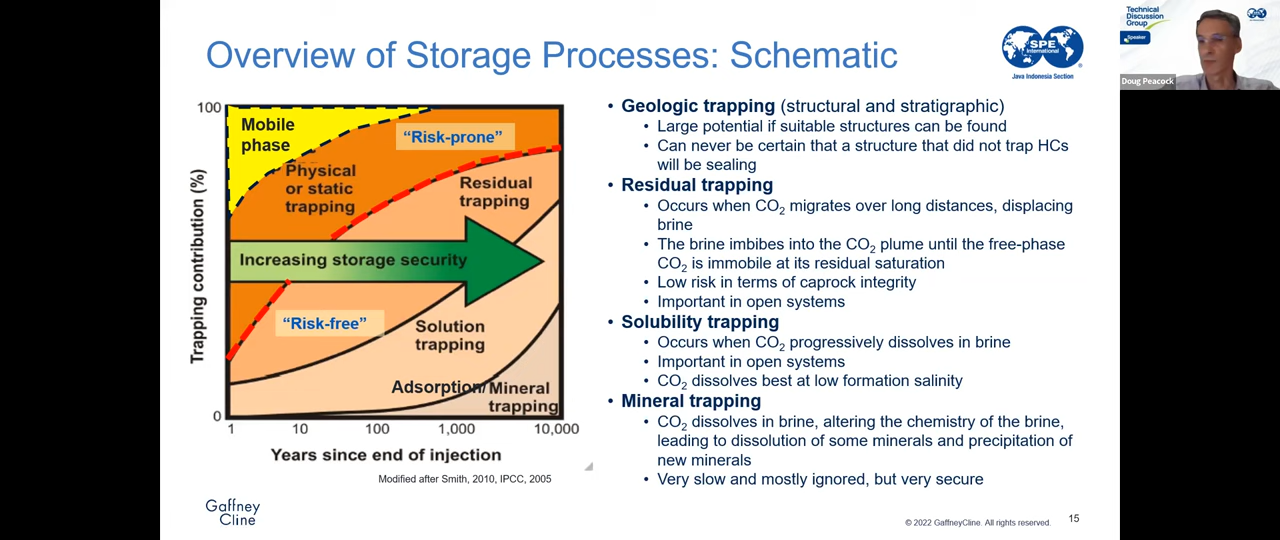 Overview of Storage Processes: Schematic
SPE
International
Java Indonesia Section
Technical
Discussion
Group
Speaker
Doug Peacock
100
Mobile
phase
"Risk-prone"
Physical
or static
trapping
Residual
trapping
Increasing storage security
"Risk-free"
Solution
trapping
Adsorption/Mineral
trapping
0
Trapping contribution (%)
1 10 100 1,000 10,000
Years since end of injection
Modified after Smith, 2010, IPCC, 2005
• Geologic trapping (structural and stratigraphic)
• Large potential if suitable structures can be found
• Can never be certain that a structure that did not trap HCs
will be sealing
• Residual trapping
• Occurs when CO2 migrates over long distances, displacing
brine
• The brine imbibes into the CO2 plume until the free-phase
CO2 is immobile at its residual saturation
• Low risk in terms of caprock integrity
• Important in open systems
• Solubility trapping
• Occurs when CO2 progressively dissolves in brine
• Important in open systems
• CO2 dissolves best at low formation salinity
• Mineral trapping
• CO2 dissolves in brine, altering the chemistry of the brine,
leading to dissolution of some minerals and precipitation of
new minerals
• Very slow and mostly ignored, but very secure
Gaffney
Cline
© 2022 GaffneyCline. All rights reserved.
15